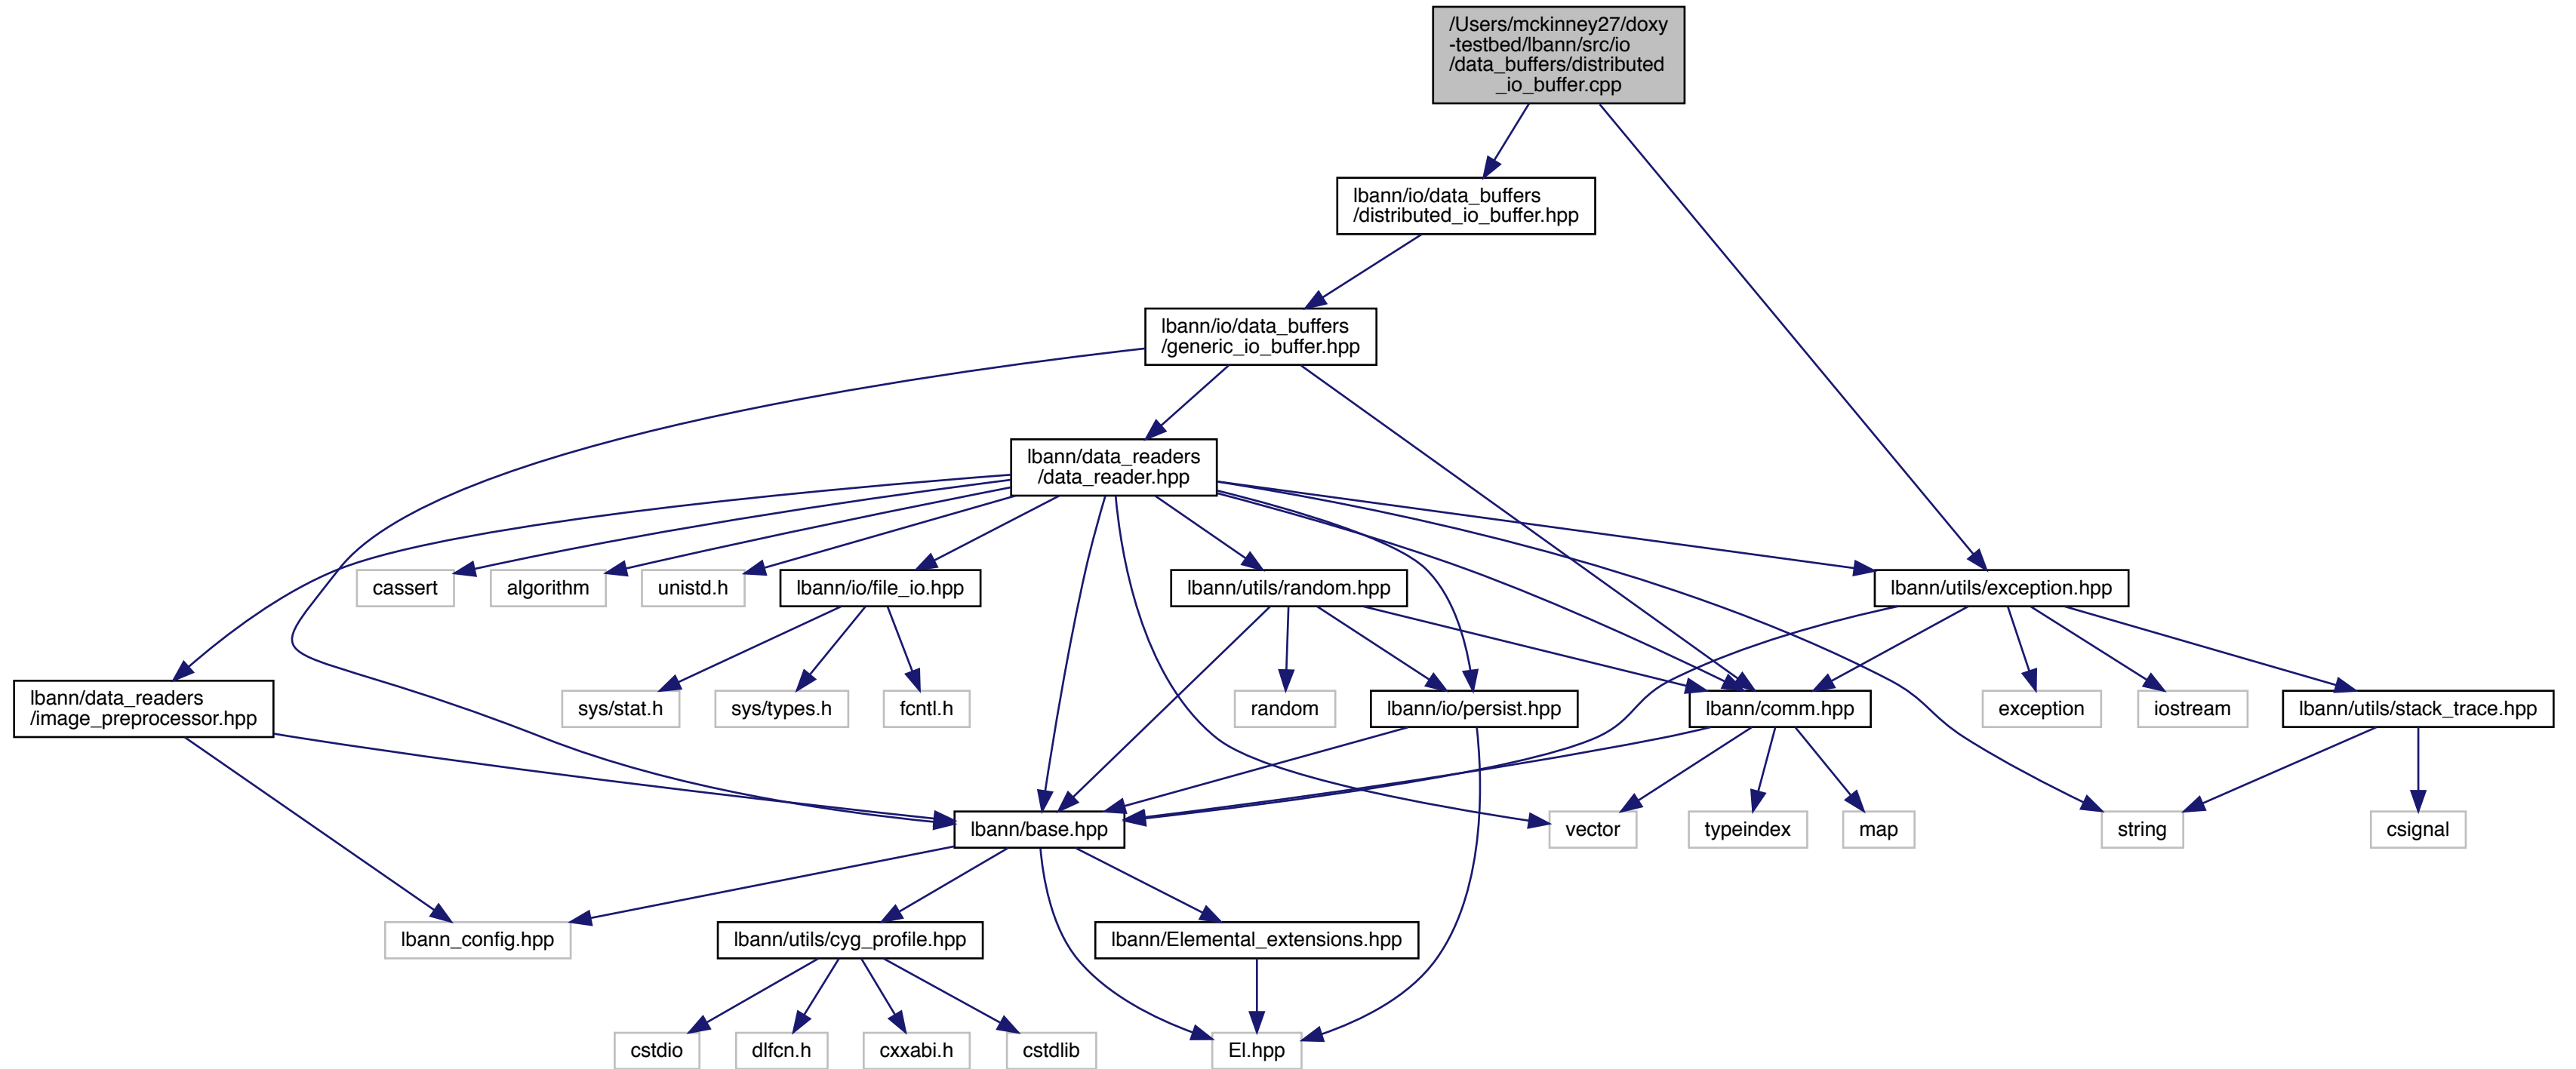 /Users/mckinney27/doxy
-testbed/lbann/src/io
/data_buffers/distributed
_io_buffer.cpp
lbann/io/data_buffers
/distributed_io_buffer.hpp
lbann/io/data_buffers
/generic_io_buffer.hpp
lbann/data_readers
/data_reader.hpp
cassert
algorithm
unistd.h
lbann/io/file_io.hpp
lbann/utils/random.hpp
lbann/utils/exception.hpp
lbann/data_readers
/image_preprocessor.hpp
sys/stat.h
sys/types.h
fcntl.h
random
lbann/io/persist.hpp
lbann/comm.hpp
exception
iostream
lbann/utils/stack_trace.hpp
lbann/base.hpp
vector
typeindex
map
string
csignal
lbann_config.hpp
lbann/utils/cyg_profile.hpp
lbann/Elemental_extensions.hpp
cstdio
dlfcn.h
cxxabi.h
cstdlib
El.hpp